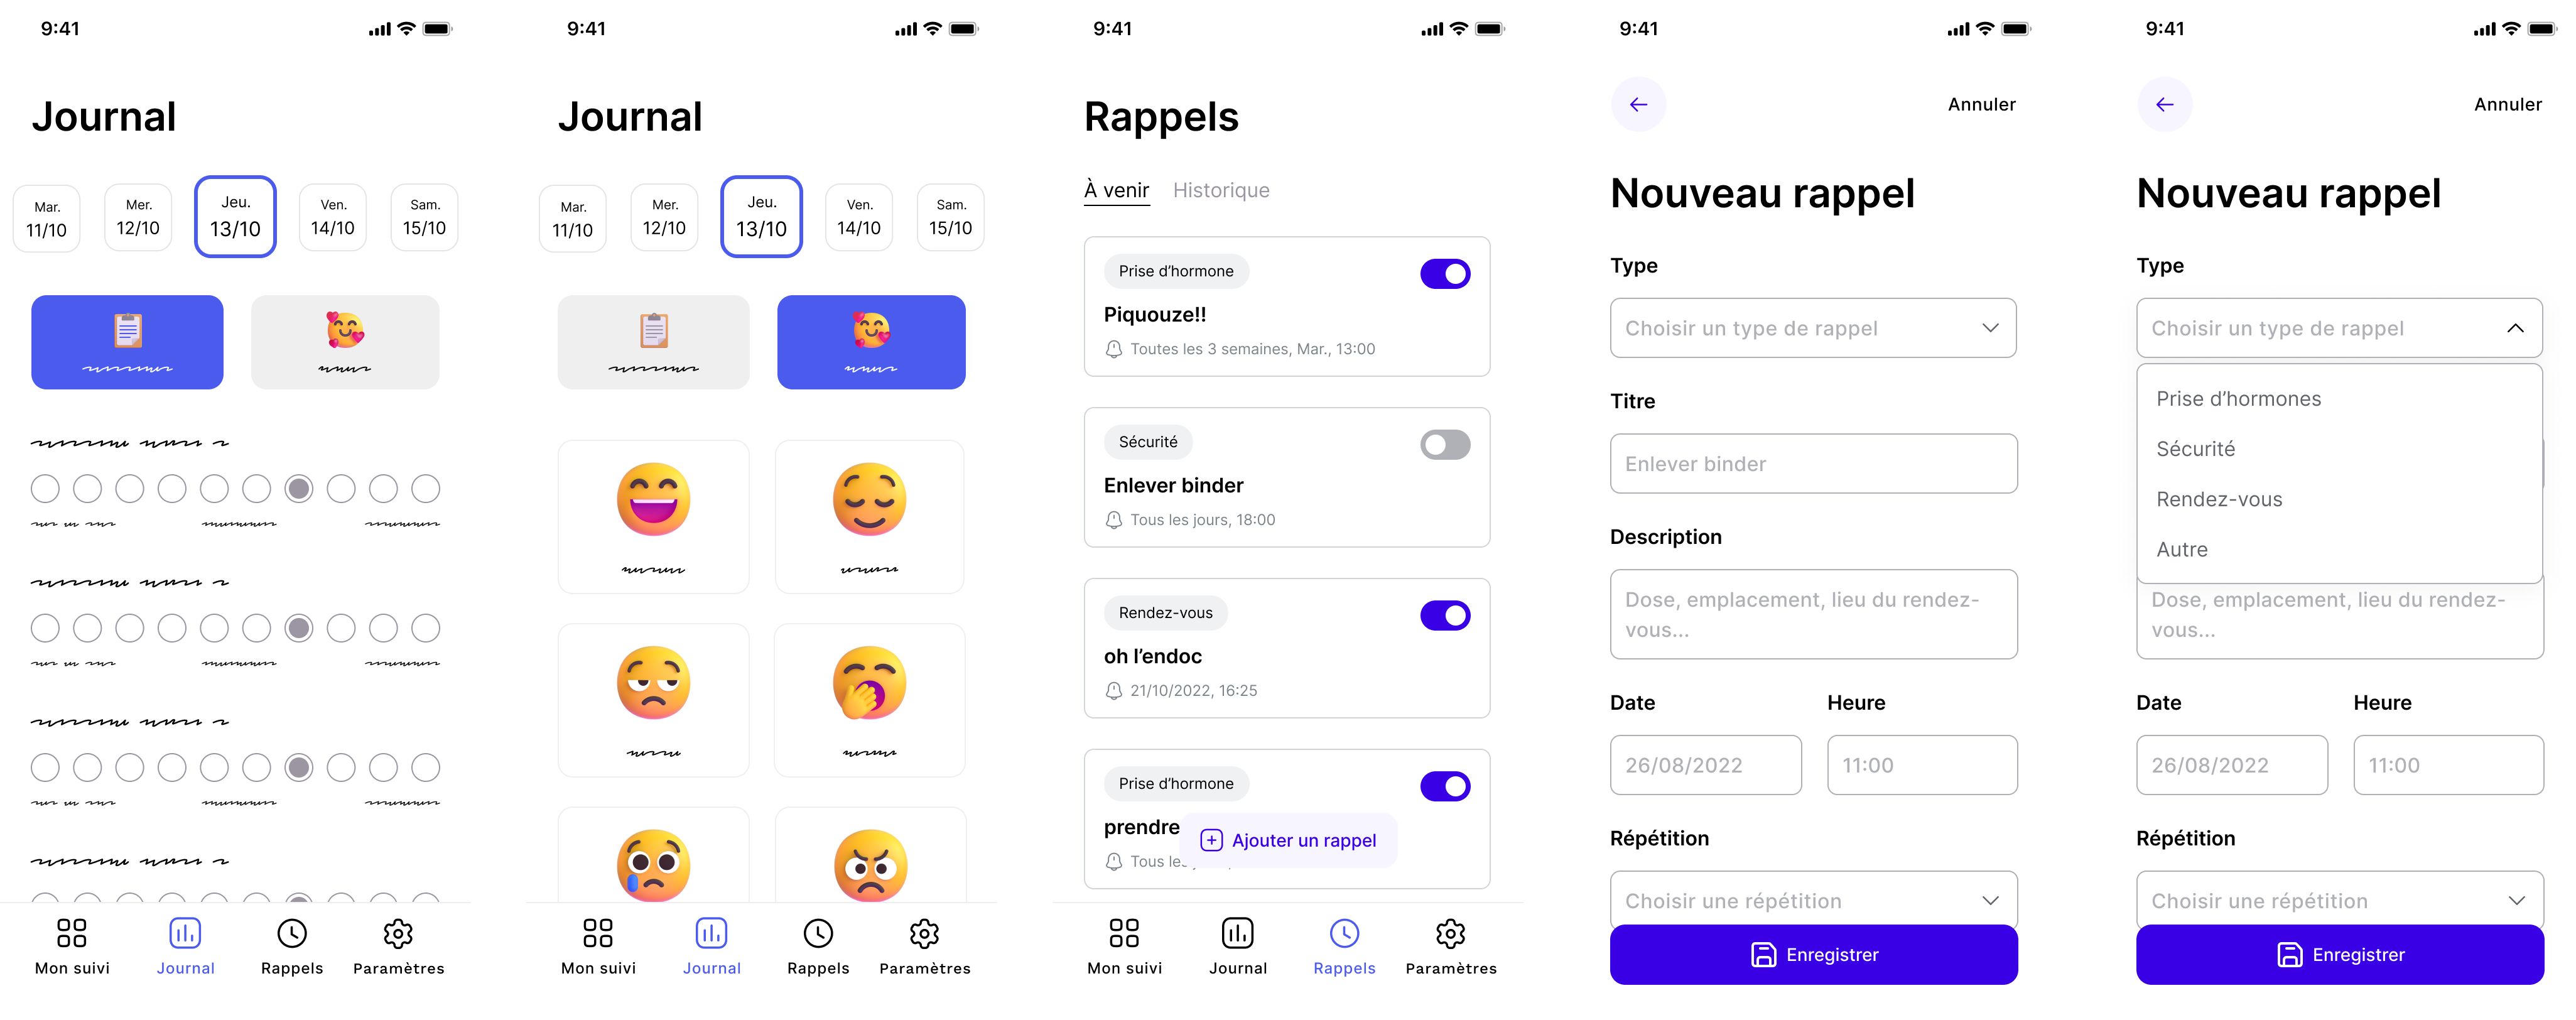 9:41
Journal
Mar.
11/10
Mer.
12/10
Jeu.
13/10
Ven.
14/10
Sam.
15/10
Mon suivi
Journal
Rappels
Paramètres
9:41
Journal
Mar.
11/10
Mer.
12/10
Jeu.
13/10
Ven.
14/10
Sam.
15/10
Mon suivi
Journal
Rappels
Paramètres
9:41
Rappels
À venir
Historique
Prise d’hormone
Piquouze!!
Toutes les 3 semaines, Mar., 13:00
Sécurité
Enlever binder
Tous les jours, 18:00
Rendez-vous
oh l’endoc
21/10/2022, 16:25
Prise d’hormone
prendre
Tous les
Ajouter un rappel
Mon suivi
Journal
Rappels
Paramètres
9:41
Annuler
Nouveau rappel
Type
Choisir un type de rappel
Titre
Enlever binder
Description
Dose, emplacement, lieu du rendez-
vous...
Date
Heure
26/08/2022
11:00
Répétition
Choisir une répétition
Enregistrer
9:41
Annuler
Nouveau rappel
Type
Choisir un type de rappel
Prise d’hormones
Sécurité
Rendez-vous
Autre
Dose, emplacement, lieu du rendez-
vous...
Date
Heure
26/08/2022
11:00
Répétition
Choisir une répétition
Enregistrer